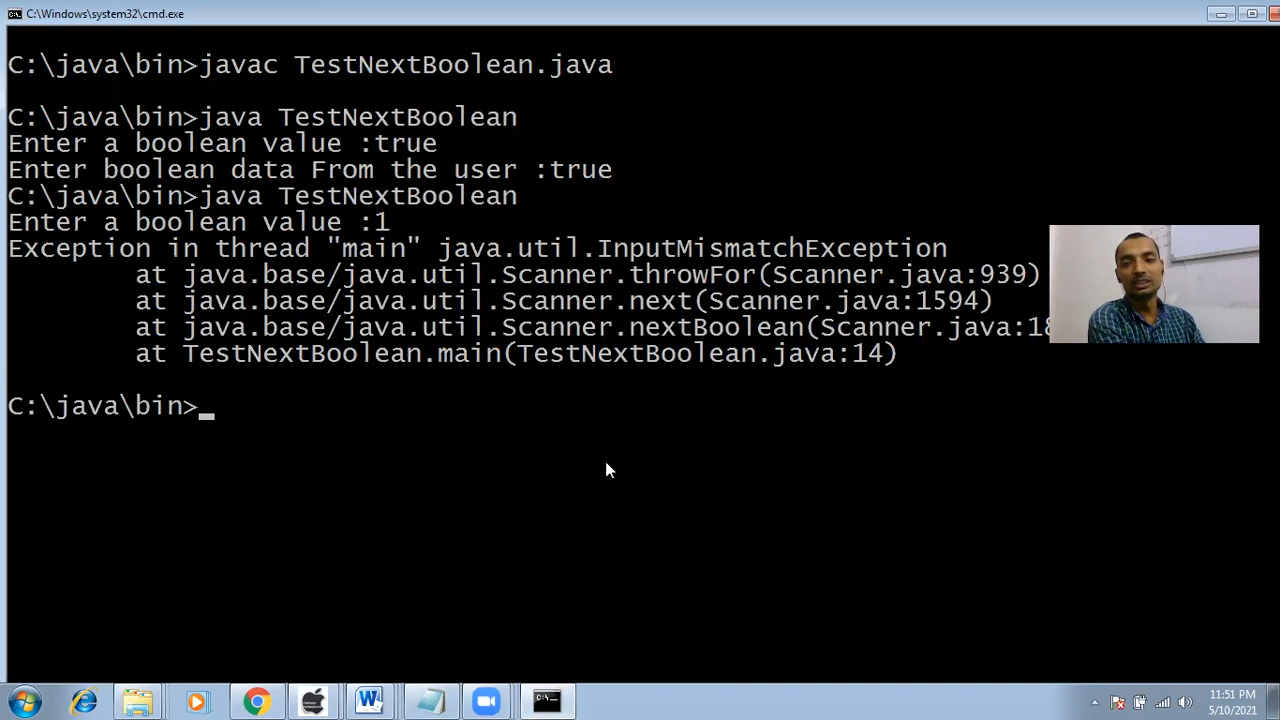 C:\Windows\system32\cmd.exe
C:\java\bin>javac TestNextBoolean.java
C:\java\bin>java TestNextBoolean
Enter a boolean value :true
Enter boolean data From the user :true
C:\java\bin>java TestNextBoolean
Enter a boolean value :1
Exception in thread "main" java.util.InputMismatchException
at java.base/java.util.Scanner.throwFor(Scanner.java:939)
at java.base/java.util.Scanner.next(Scanner.java:1594)
at java.base/java.util.Scanner.nextBoolean(Scanner.java:18
at TestNextBoolean.main(TestNextBoolean.java:14)
C:\java\bin>
11:51 PM
5/10/2021